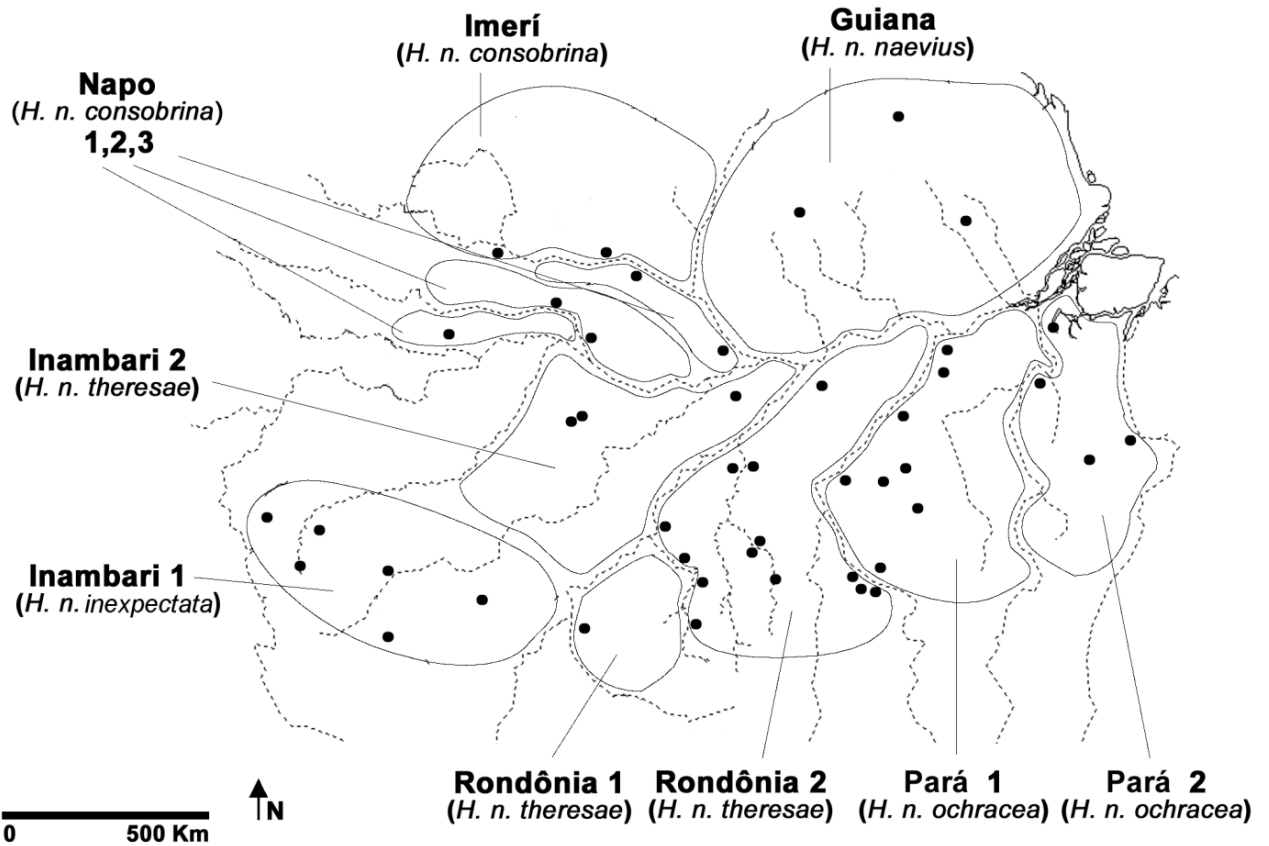 Imerí
(H. n. consobrina)
Guiana
(H. n. naevius)
Napo
(H. n. consobrina)
1,2,3
Inambari 2
(H. n. theresae)
Inambari 1
(H. n. inexpectata)
Rondônia 1
(H. n. theresae)
Rondônia 2
(H. n. theresae)
Pará 1
(H. n. ochracea)
Pará 2
(H. n. ochracea)
N
0 500 Km